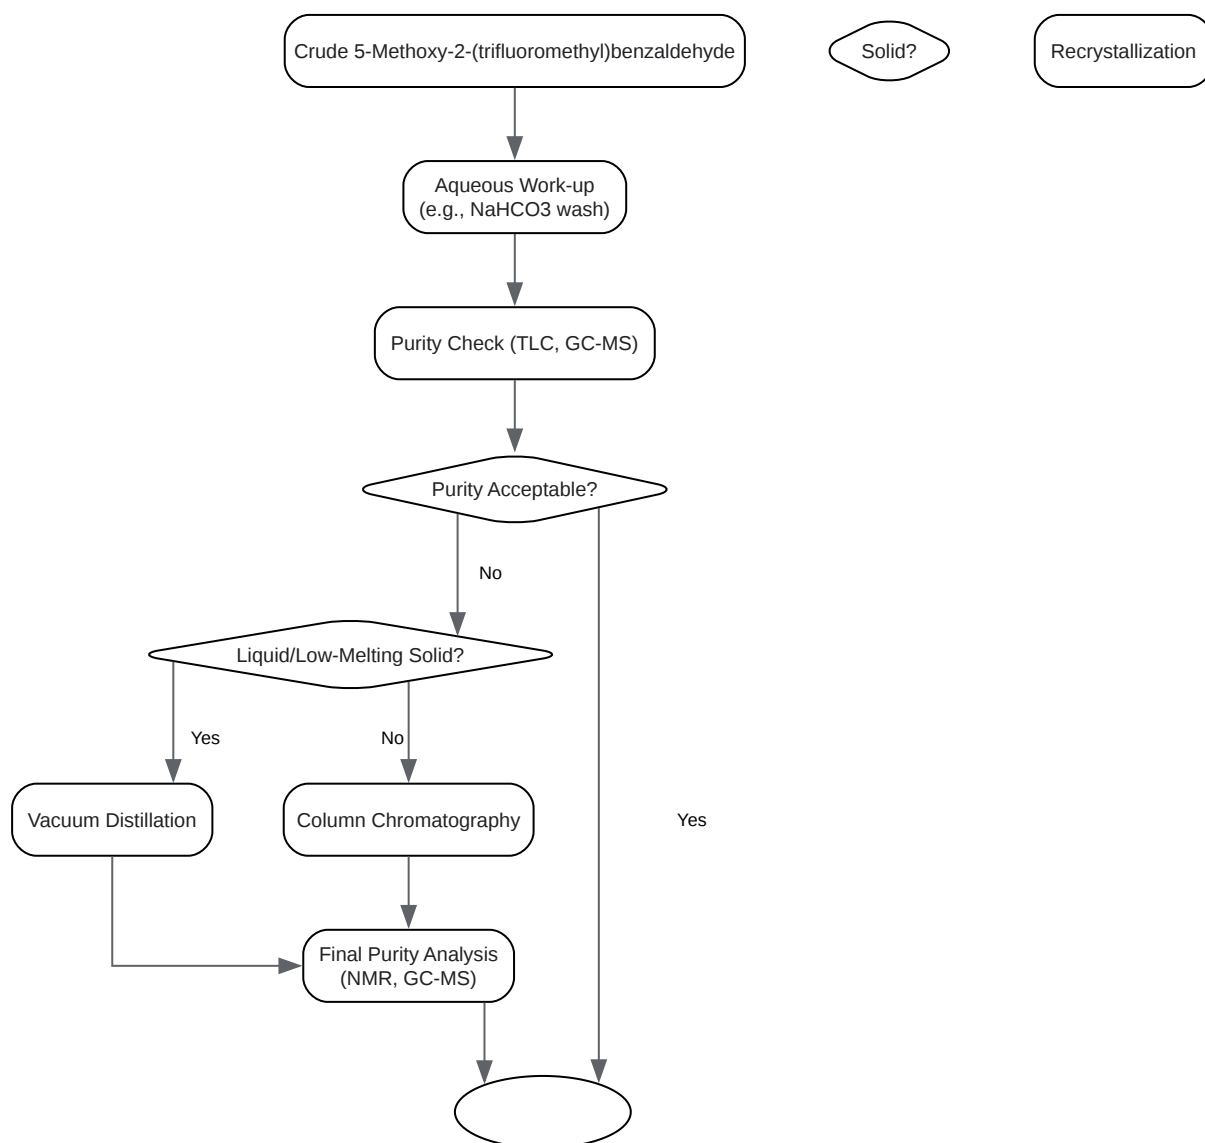 Crude 5-Methoxy-2-(trifluoromethyl)benzaldehyde
Solid?
Recrystallization
Aqueous Work-up
(e.g., NaHCO3 wash)
Purity Check (TLC, GC-MS)
Purity Acceptable?
No
Liquid/Low-Melting Solid?
Yes
No
Vacuum Distillation
Column Chromatography
Yes
Final Purity Analysis
(NMR, GC-MS)